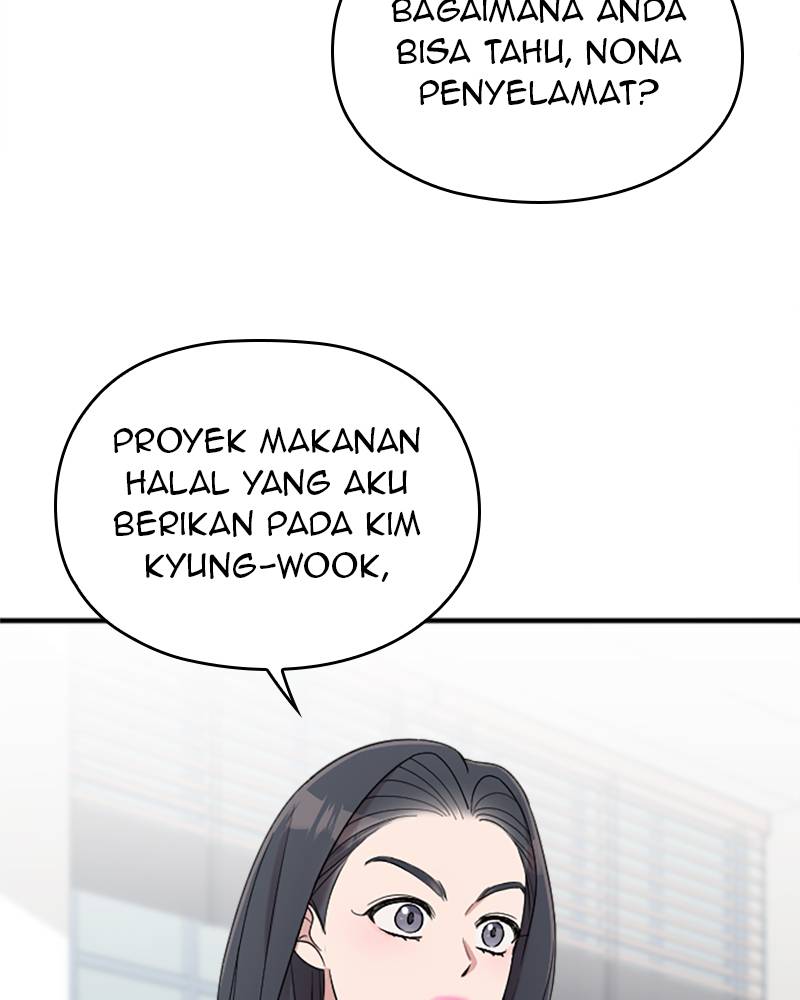 BAGAIMANA ANDA
BISA TAHU, NONA
PENYELAMAT?
PROYEK MAKANAN
HALAL YANG AKU
BERIKAN PADA KIM
KYUNG-WOOK,